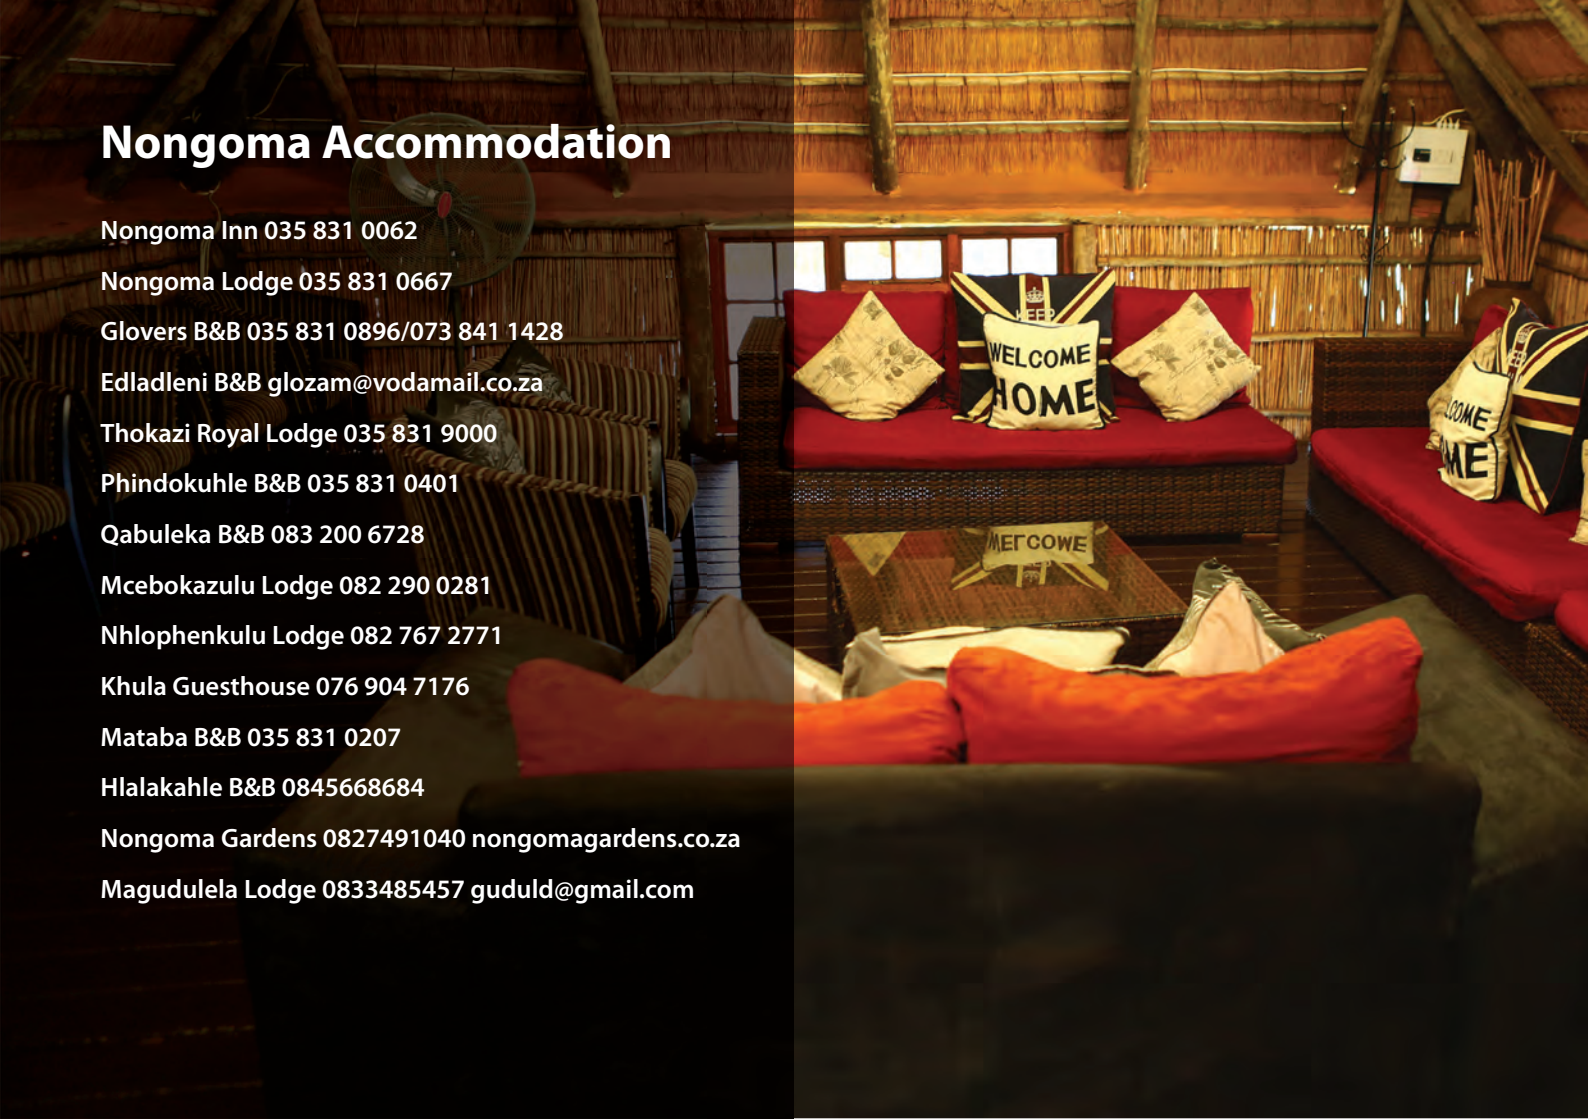 Nongoma Accommodation
Nongoma Inn 035 831 0062
Nongoma Lodge 035 831 0667
Glovers B&B 035 831 0896/073 841 1428
Edladleni B&B glozam@vodamail.co.za
Thokazi Royal Lodge 035 831 9000
Phindokuhle B&B 035 831 0401
Qabuleka B&B 083 200 6728
Mcebokazulu Lodge 082 290 0281
Nhlophenkulu Lodge 082 767 2771
Khula Guesthouse 076 904 7176
Mataba B&B 035 831 0207
Hlalakahle B&B 0845668684
Nongoma Gardens 0827491040 nongomagardens.co.za
Magudulela Lodge 0833485457 guduld@gmail.com
KEEP
WELCOME
HOME